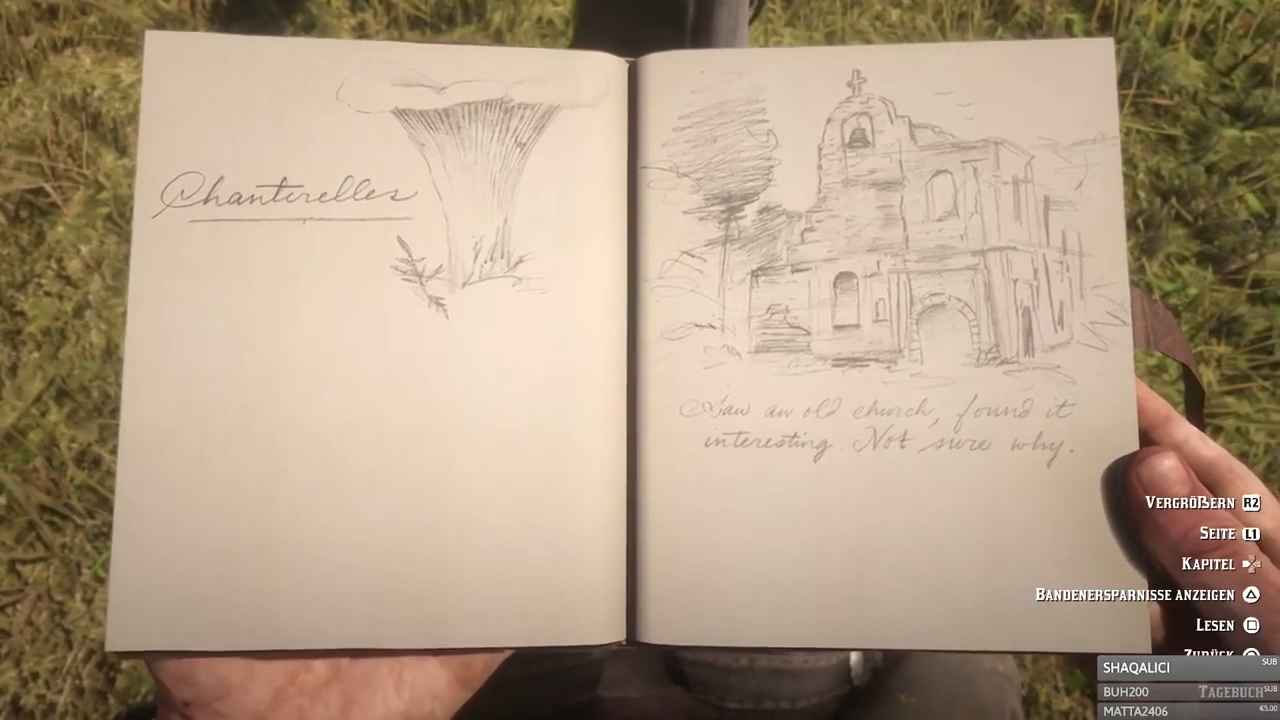 Chanterelles
Saw an old church, found it
interesting. Not sure why.
VERGRÖẞERN R2
SEITE L1
KAPITEL
BANDENERSPARNISSE ANZEIGEN
LESEN
ZURÜCK
SHAQALICI SUB
BUH200 TAGEBUCH SUB
MATTA2406 €5.00